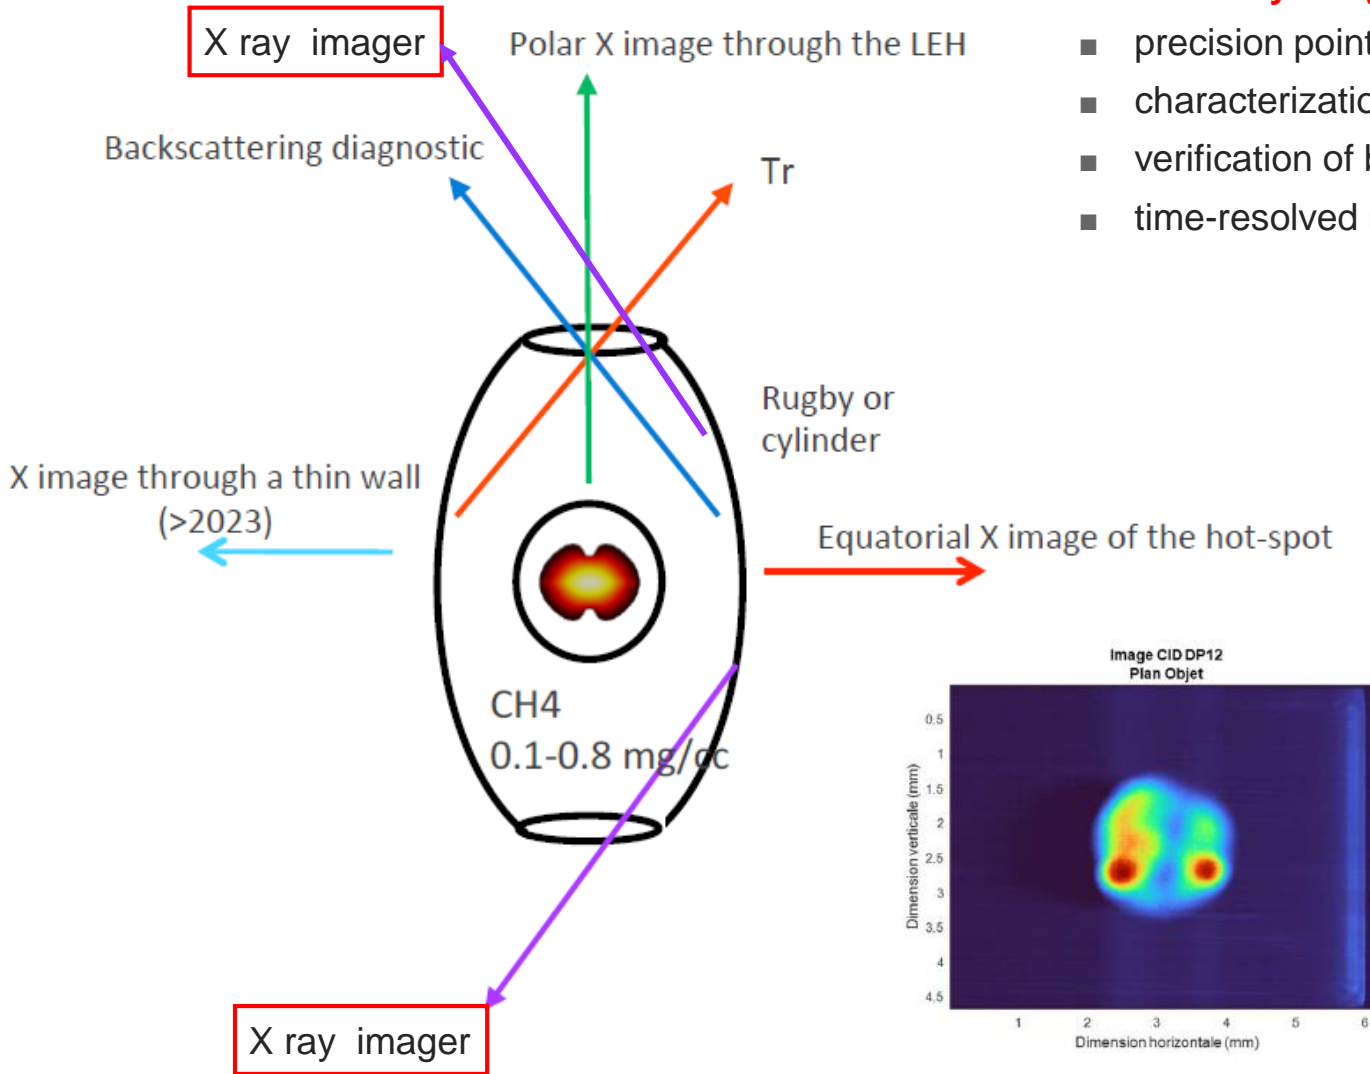 X ray imager
Polar X image through the LEH
Backscattering diagnostic
Tr
■ precision point
■
■ verification of
■ time-resolved
Rugby or
cylinder
X image through a thin wall
(>2023)
Equatorial X image of the hot-spot
CH4
0.1-0.8 mg/cc
X ray imager
Image CID DP12
Plan Objet
Dimension verticale (mm)
0.5
1
1.5
2
2.5
3
3.5
4
4.5
1 2 3 4 5 6
Dimension horizontale (mm)